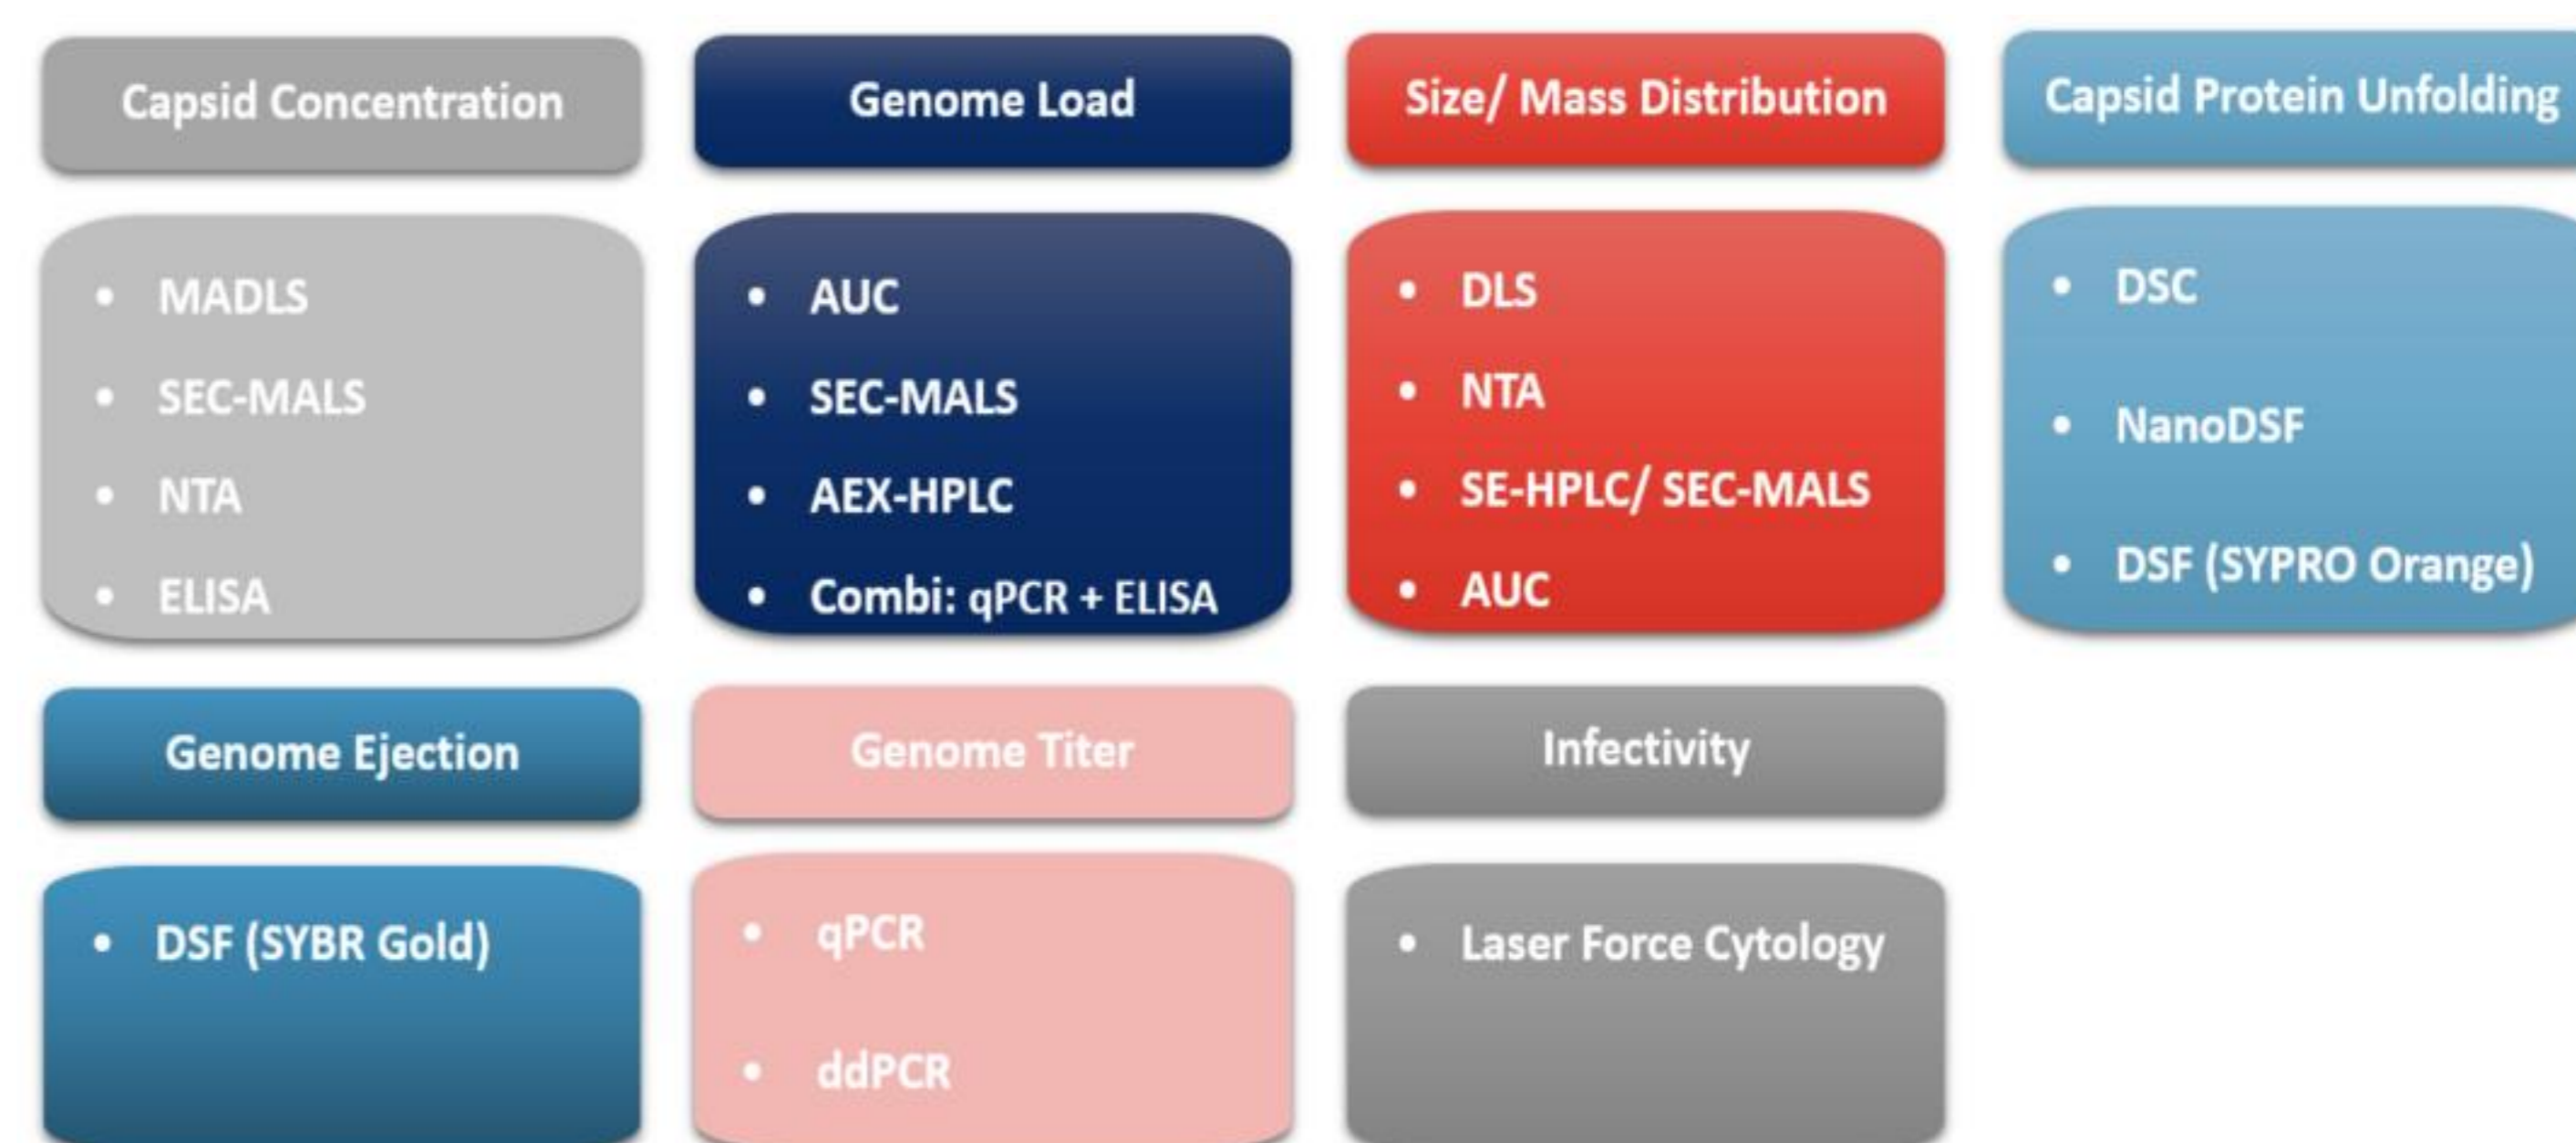 Capsid Concentration
• MADLS
• SEC-MALS
• NTA
• ELISA
Genome Load
• AUC
• SEC-MALS
• AEX-HPLC
• Combi: qPCR + ELISA
Size/ Mass Distribution
• DLS
• NTA
• SE-HPLC/ SEC-MALS
• AUC
Capsid Protein Unfolding
• DSC
• NanoDSF
• DSF (SYPRO Orange)
Genome Ejection
• DSF (SYBR Gold)
Genome Titer
• qPCR
• ddPCR
Infectivity
• Laser Force Cytology